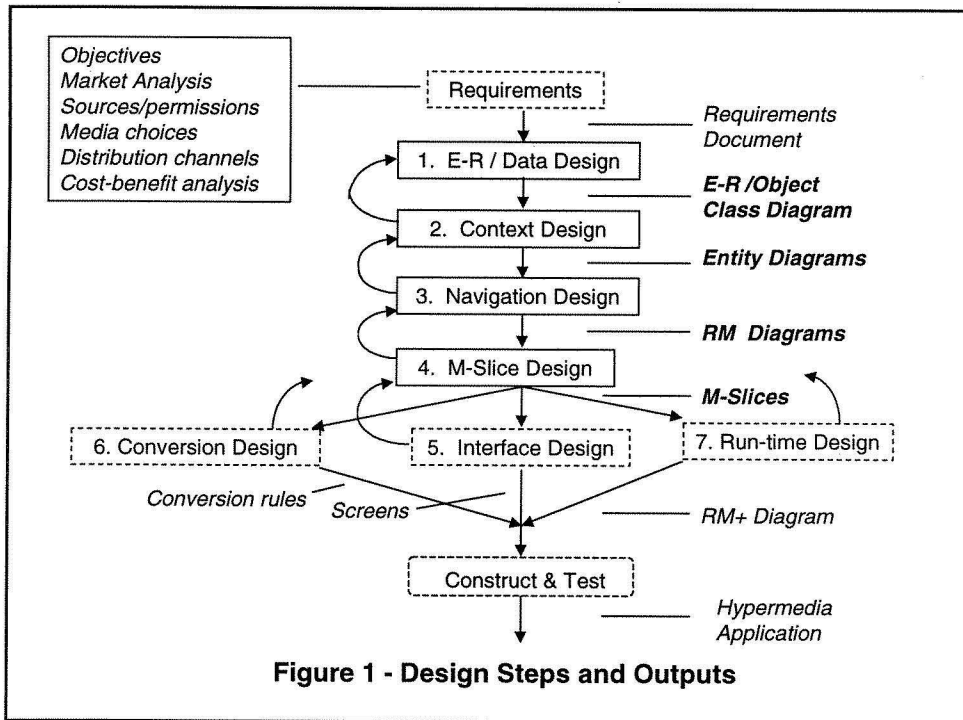 Objectives
Market Analysis
Sources/permissions
Media choices
Distribution channels
Cost-benefit analysis
Requirements
Requirements
Document
1. E-R / Data Design
E-R /Object
Class Diagram
2. Context Design
Entity Diagrams
3. Navigation Design
RM Diagrams
4. M-Slice Design
M-Slices
6. Conversion Design
5. Interface Design
7. Run-time Design
Conversion rules
Screens
RM+ Diagram
Construct & Test
Hypermedia
Application
Figure 1 - Design Steps and Outputs